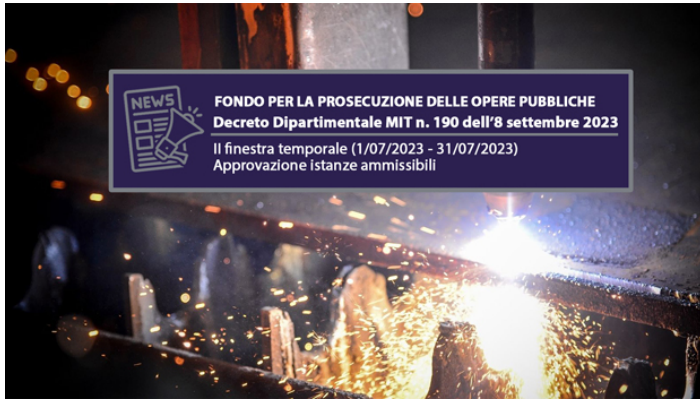 NEWS
FONDO PER LA PROSECUZIONE DELLE OPERE PUBBLICHE
Decreto Dipartimentale MIT n. 190 dell'8 settembre 2023
II finestra temporale (1/07/2023 - 31/07/2023)
Approvazione istanze ammissibili